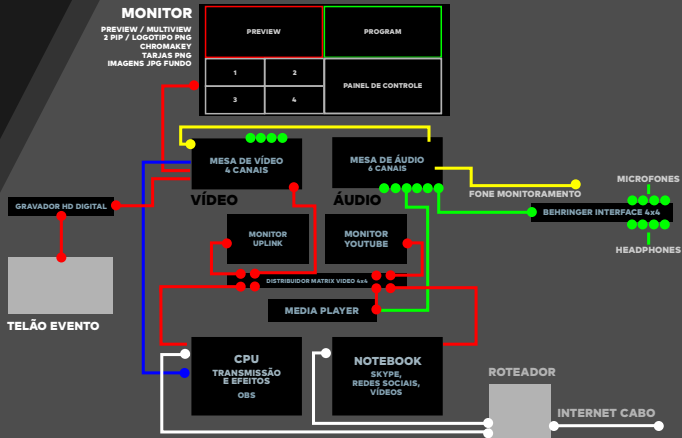 MONITOR
PREVIEW / MULTIVIEW
2 PIP / LOGOTIPO PNG
CHROMAKEY
TARJAS PNG
IMAGENS JPG FUNDO
PREVIEW
PROGRAM
1
2
3
4
PAINEL DE CONTROLE
MESA DE VÍDEO
4 CANAIS
MESA DE ÁUDIO
6 CANAIS
VÍDEO
ÁUDIO
FONE MONITORAMENTO
MICROFONES
BEHRINGER INTERFACE 4x4
HEADPHONES
GRAVADOR HD DIGITAL
TELÃO EVENTO
MONITOR
UPLINK
MONITOR
YOUTUBE
DISTRIBUIDOR MATRIX VIDEO 4x4
MEDIA PLAYER
CPU
TRANSMISSÃO
E EFEITOS
OBS
NOTEBOOK
SKYPE,
REDES SOCIAIS,
VÍDEOS
ROTEADOR
INTERNET CABO